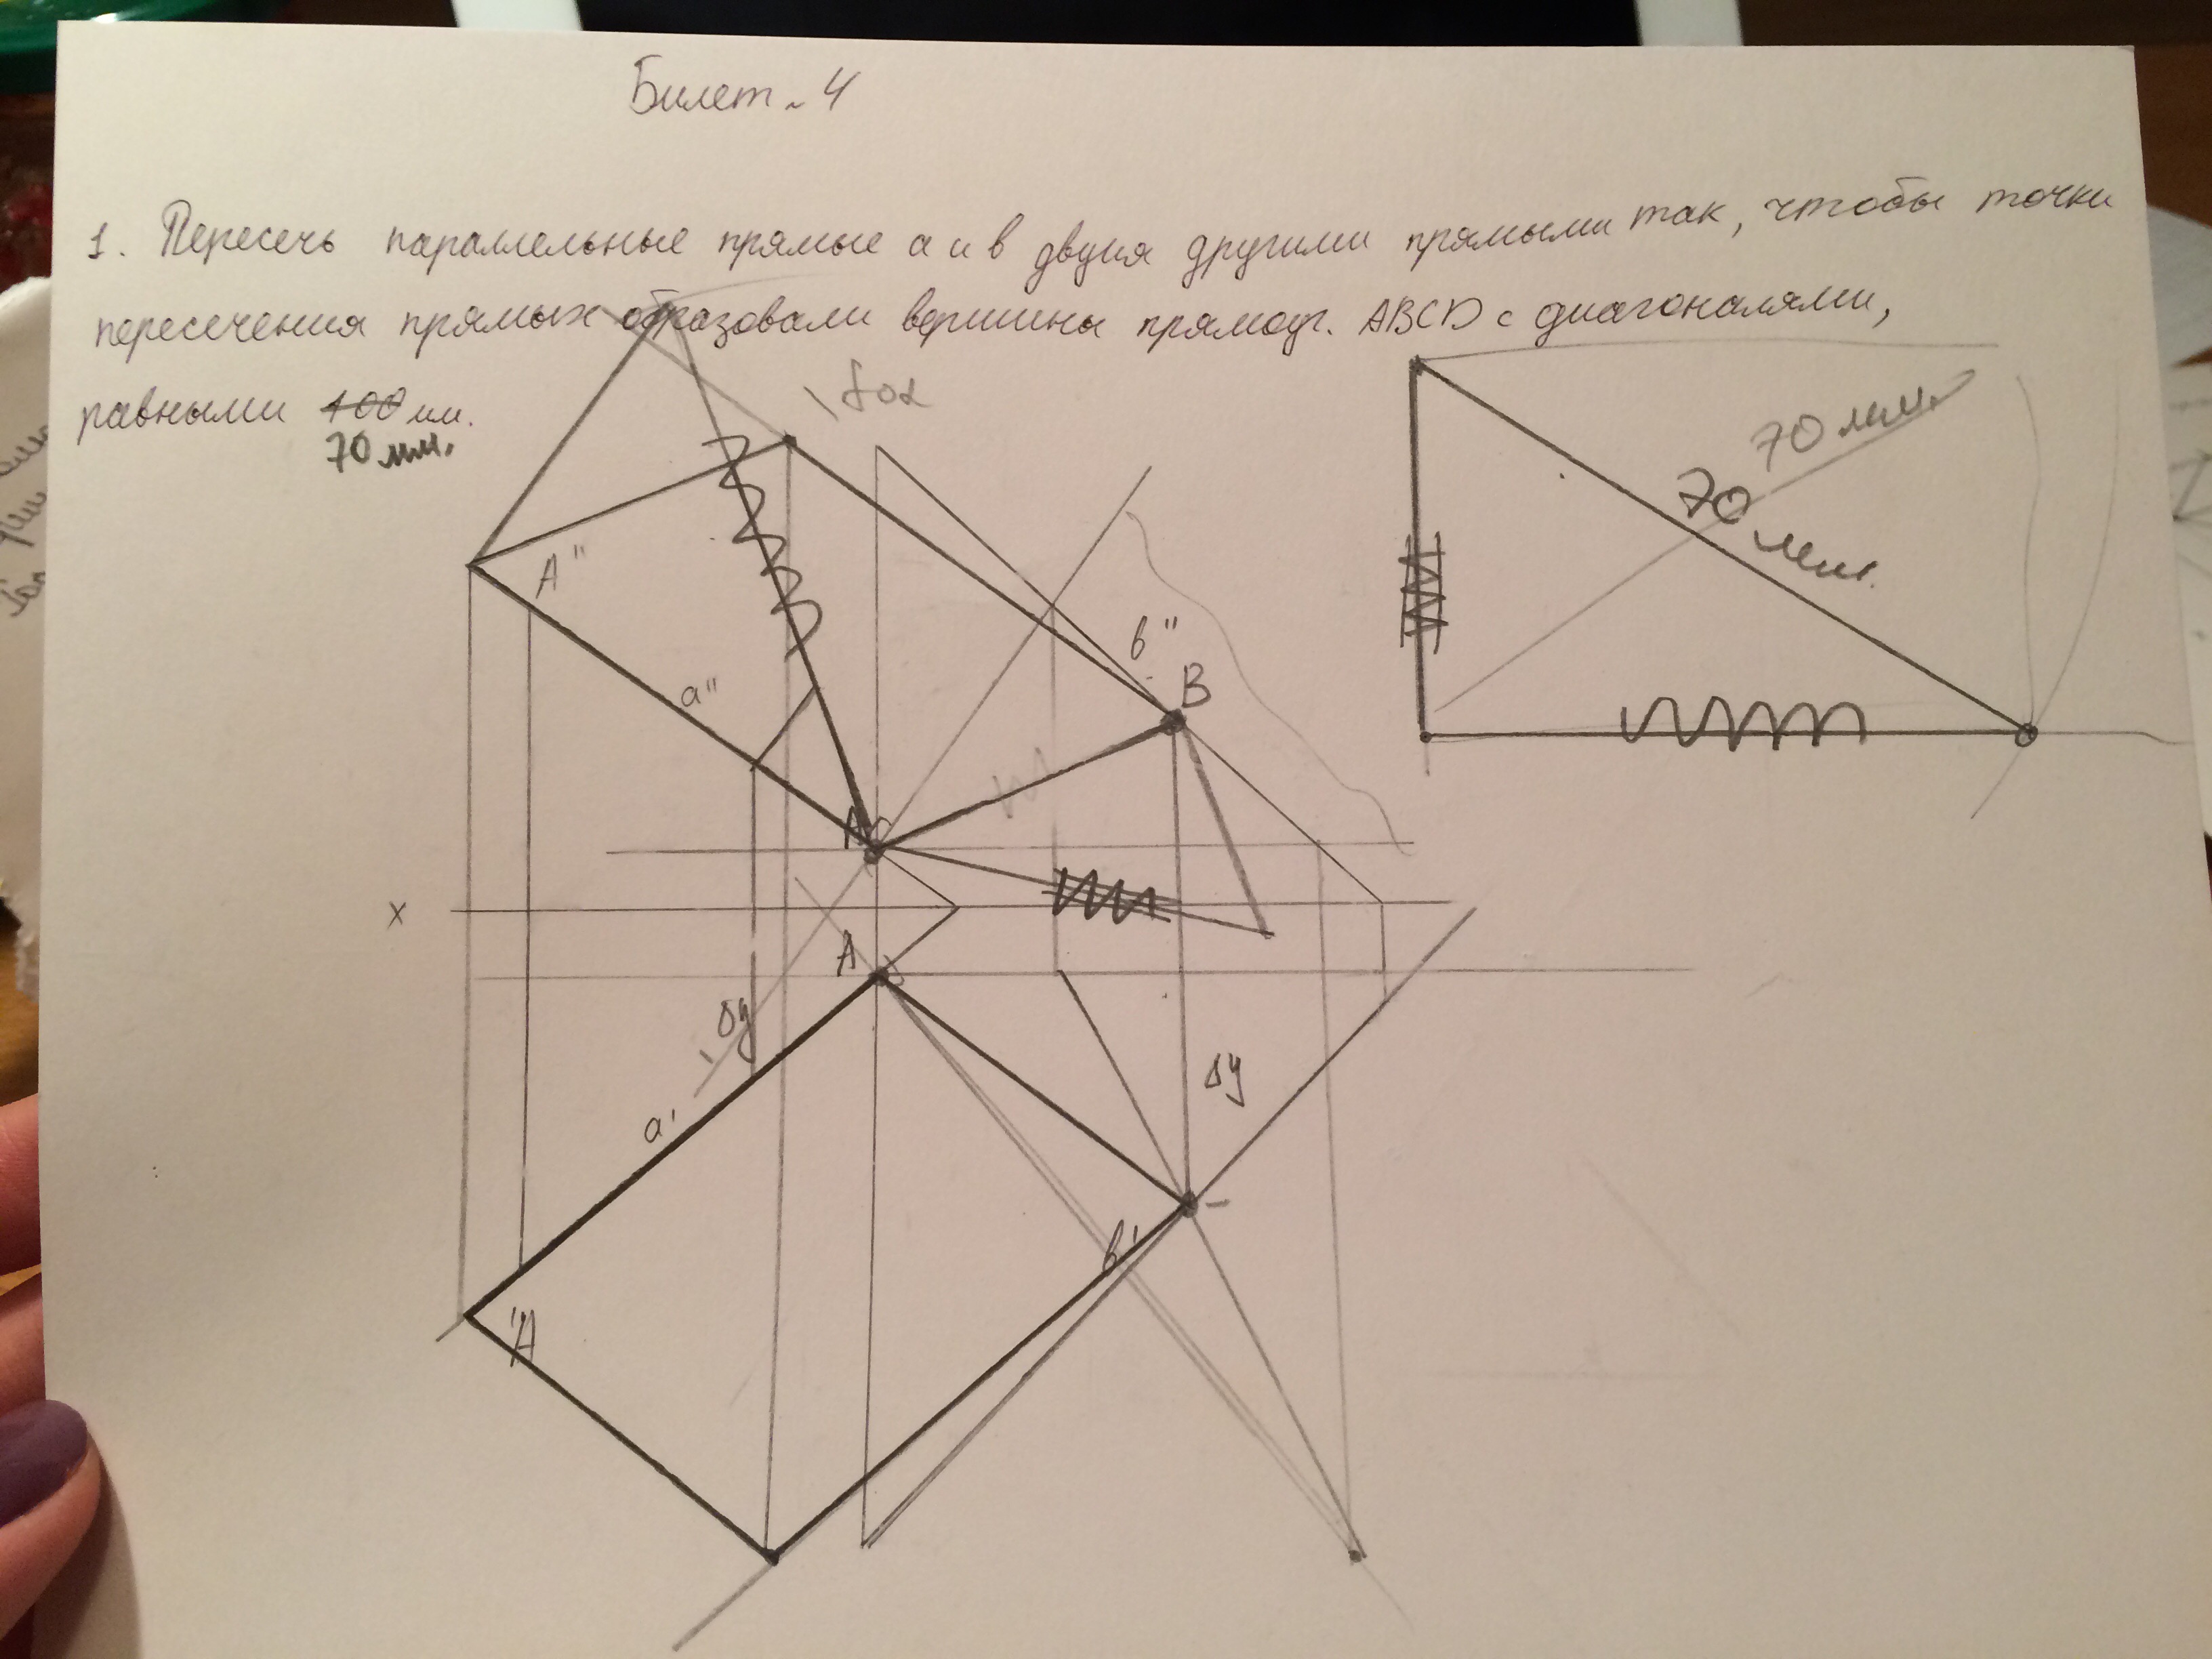 Билет ~ 4
1. Пересечь параллельные прямые а и в двумя другими прямыми так, чтобы точки
пересечения прямых образовали вершины прямоуг. ABCD с диагоналями,
равными 100 мм.
70 мм.
70 мм.
70 мм.
A"
в"
B
a"
A
x
A
Δy
Δy
a'
в'
A'